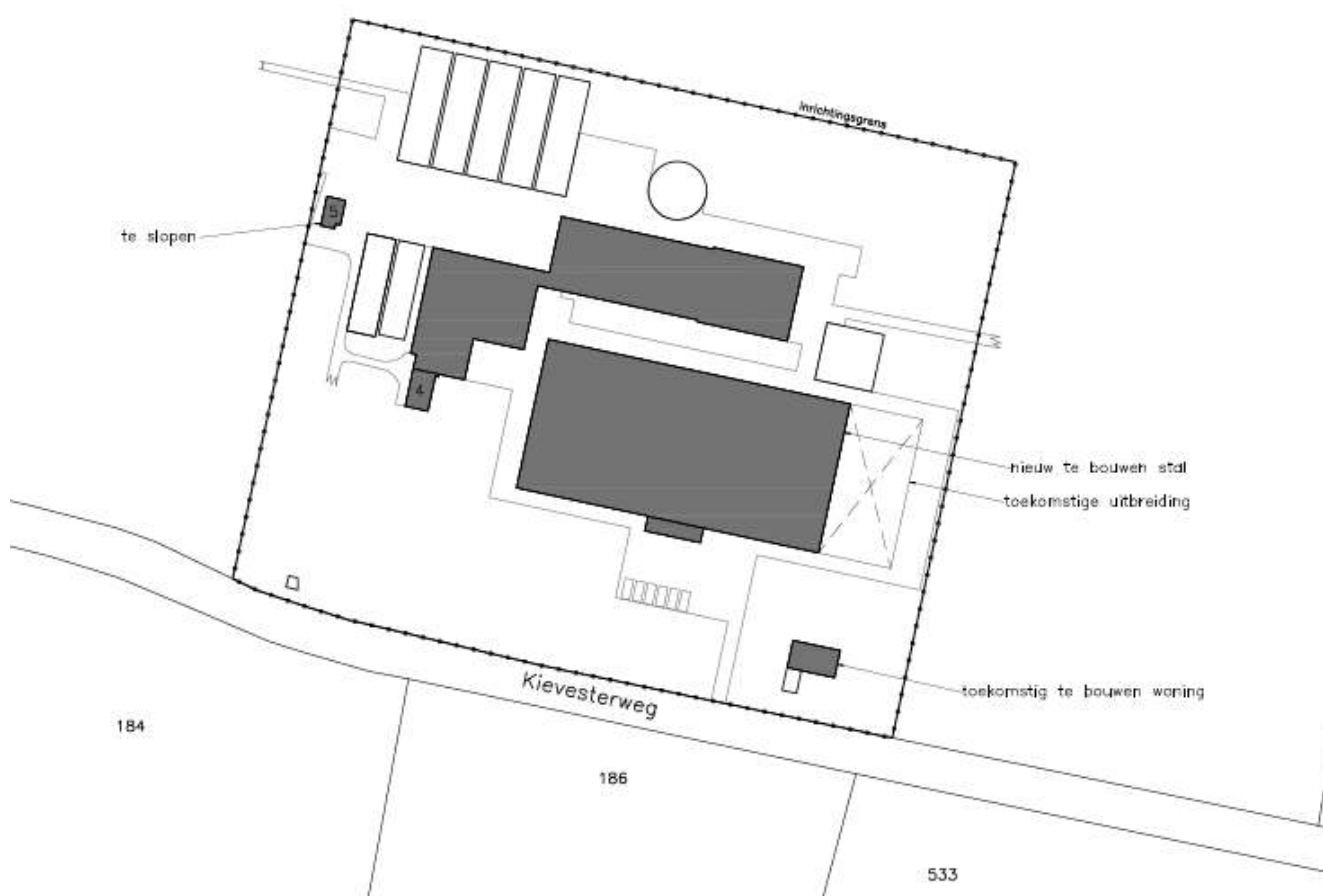 inrichtingsgrens
5
te slopen
4
nieuw te bouwen stal
toekomstige uitbreiding
Kievesterweg
toekomstig te bouwen woning
184
186
533